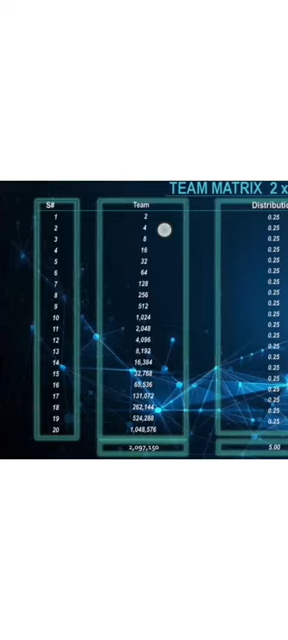 TEAM MATRIX 2 x
S# Team Distributi
1 2 0.25
2 4 0.25
3 8 0.25
4 16 0.25
5 32 0.25
6 64 0.25
7 128 0.25
8 256 0.25
9 512 0.25
10 1,024 0.25
11 2,048 0.25
12 4,096 0.25
13 8,192 0.25
14 16,384 0.25
15 32,768 0.25
16 65,536 0.25
17 131,072 0.25
18 262,144 0.25
19 524,288 0.25
20 1,048,576 0.25
2,097,150 5.00